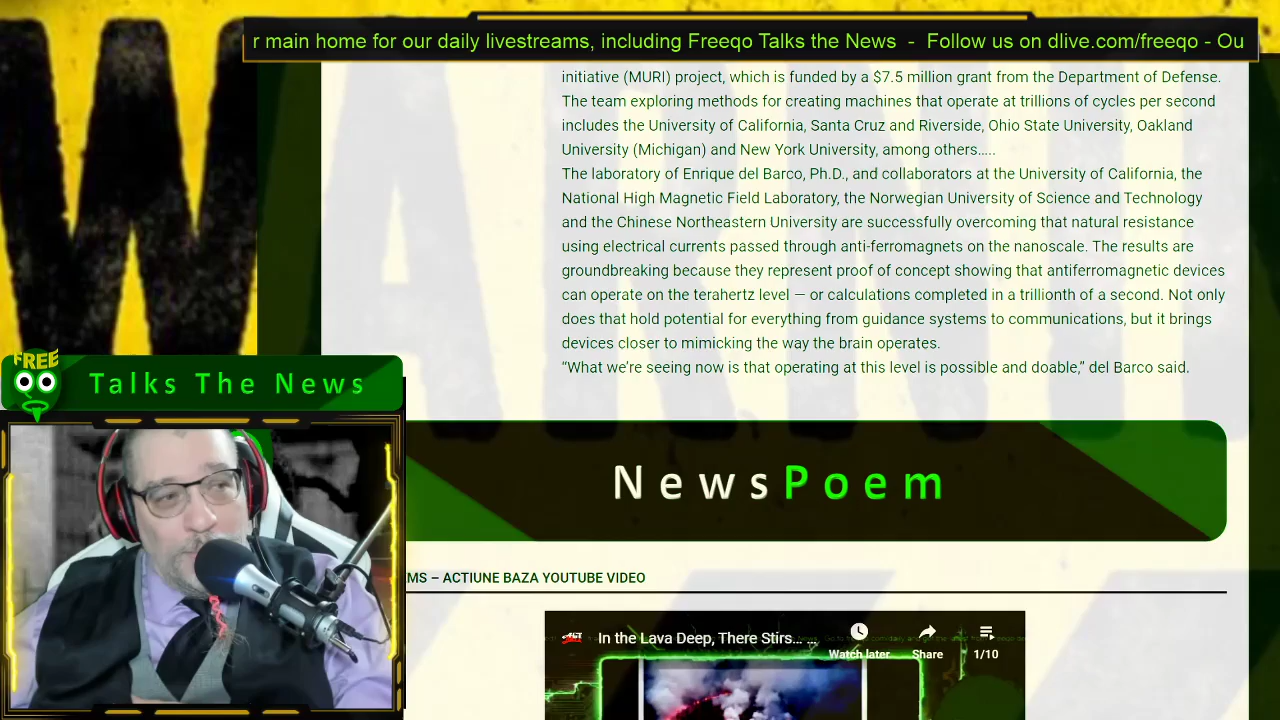 r main home for our daily livestreams, including Freeqo Talks the News - Follow us on dlive.com/freeqo - Ou
initiative (MURI) project, which is funded by a $7.5 million grant from the Department of Defense.
The team exploring methods for creating machines that operate at trillions of cycles per second
includes the University of California, Santa Cruz and Riverside, Ohio State University, Oakland
University (Michigan) and New York University, among others.....
The laboratory of Enrique del Barco, Ph.D., and collaborators at the University of California, the
National High Magnetic Field Laboratory, the Norwegian University of Science and Technology
and the Chinese Northeastern University are successfully overcoming that natural resistance
using electrical currents passed through anti-ferromagnets on the nanoscale. The results are
groundbreaking because they represent proof of concept showing that antiferromagnetic devices
can operate on the terahertz level — or calculations completed in a trillionth of a second. Not only
does that hold potential for everything from guidance systems to communications, but it brings
devices closer to mimicking the way the brain operates.
“What we're seeing now is that operating at this level is possible and doable,” del Barco said.
FREE
Talks The News
NewsPoem
MS – ACTIUNE BAZA YOUTUBE VIDEO
In the Lava Deep, There Stirs... ...
Watch later
Share
1/10